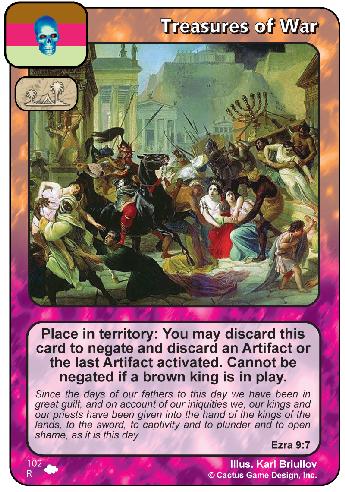 Treasures of War
Place in territory: You may discard this
card to negate and discard an Artifact or
the last Artifact activated. Cannot be
negated if a brown king is in play.
Since the days of our fathers to this day we have been in
great guilt, and on account of our iniquities we, our kings and
our priests have been given into the hand of the kings of the
lands, to the sword, to captivity and to plunder and to open
shame, as it is this day.
Ezra 9:7
102
R
Illus. Karl Briullov
© Cactus Game Design, Inc.